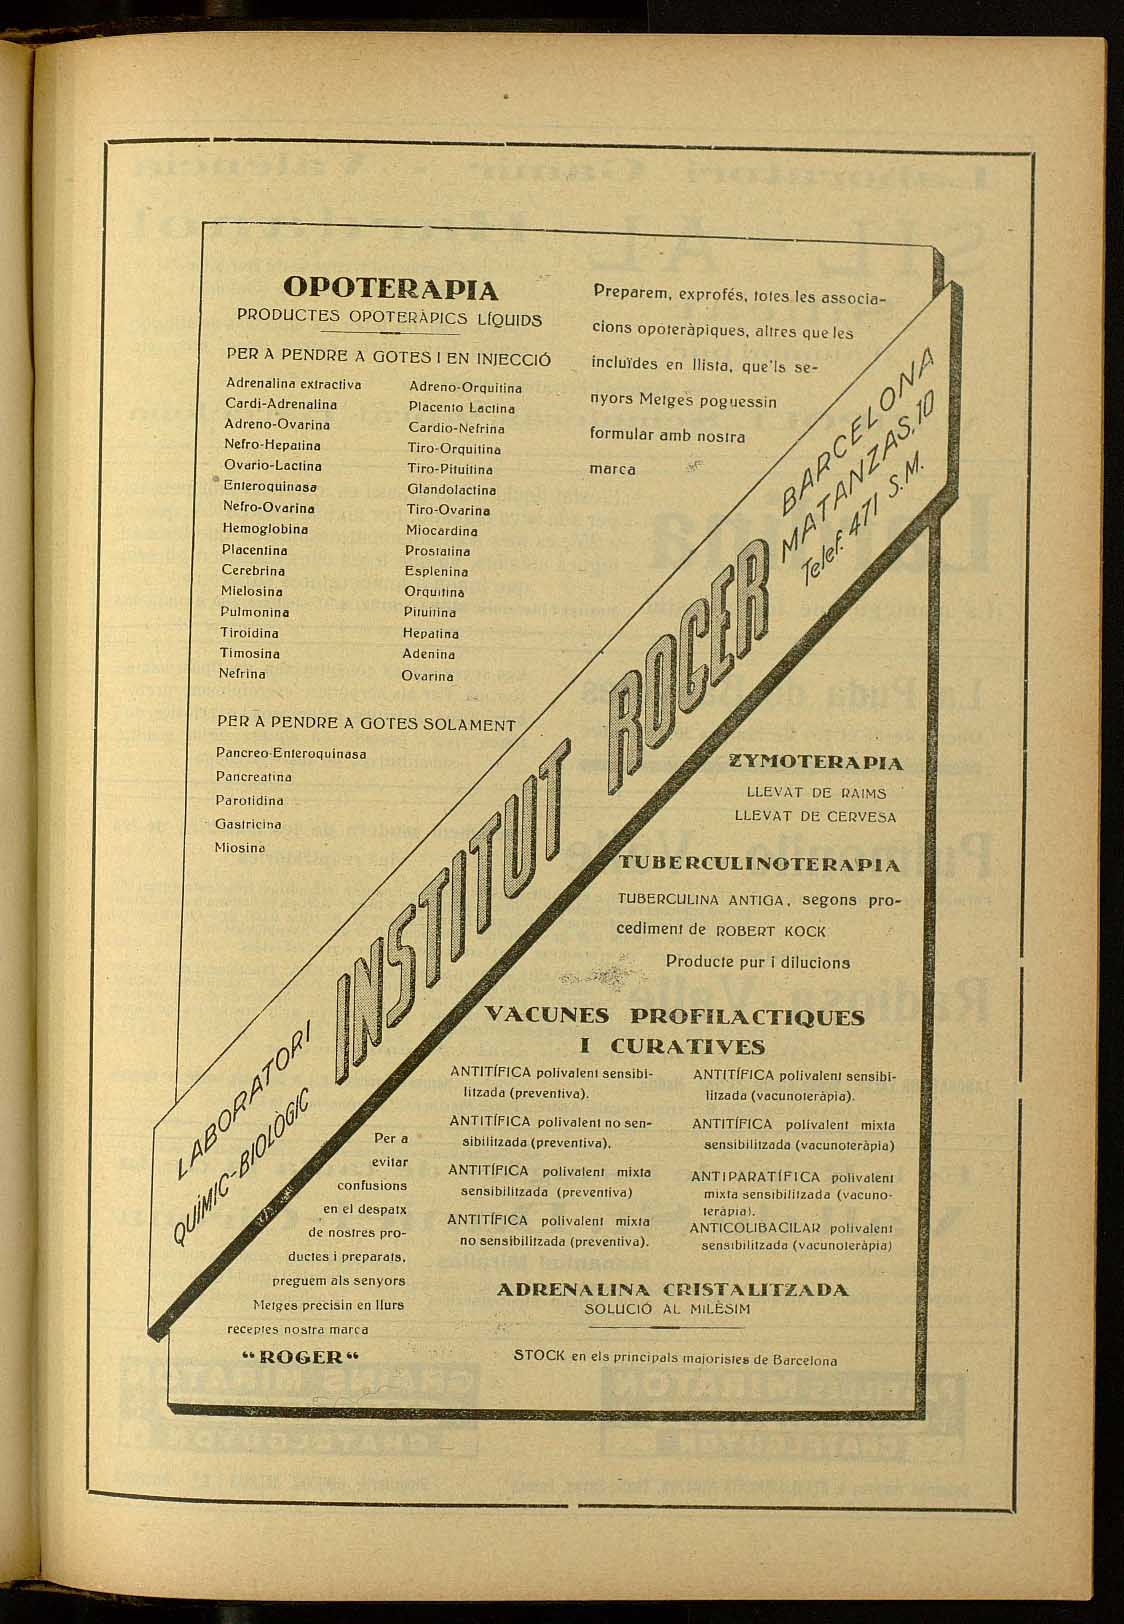 OPOTERAPIA
PRODUCTES OPOTERÀPICS LÍQUIDS
PER A PENDRE A GOTES I EN INJECCIÓ
Adrenalina extractiva
Cardi-Adrenalina
Adreno-Ovarina
Nefro-Hepatina
Ovario-Lactina
Enteroquinasa
Nefro-Ovarina
Hemoglobina
Placentina
Cerebrina
Mielosina
Pulmonina
Tiroidina
Timosina
Nefrina
Adreno-Orquitina
Placento Lactina
Cardio-Nefrina
Tiro-Orquitina
Tiro-Pituitina
Glandolactina
Tiro-Ovarina
Miocardina
Prostatina
Esplenina
Orquitina
Pituitina
Hepatina
Adenina
Ovarina
PER A PENDRE A GOTES SOLAMENT
Pancreo-Enteroquinasa
Pancreatina
Parotidina
Gastricina
Miosina
Preparem, exprofés, totes les associa-
cions opoteràpiques, altres que les
incluïdes en llista, que'ls se-
nyors Metges poguessin
formular amb nostra
marca
LABORATORI
QUÍMIC-BIOLÒGIC
INSTITUT ROGER
BARCELONA
MATANZAS, 10
Telef. 471 S.M.
ZYMOTERAPIA
LLEVAT DE RAIMS
LLEVAT DE CERVESA
TUBERCULINOTERAPIA
TUBERCULINA ANTIGA, segons pro-
cediment de ROBERT KOCK
Producte pur i dilucions
VACUNES PROFILACTIQUES
I CURATIVES
ANTITÍFICA polivalent sensibi-
litzada (preventiva).
ANTITÍFICA polivalent no sen-
sibilitzada (preventiva).
ANTITÍFICA polivalent mixta
sensibilitzada (preventiva)
ANTITÍFICA polivalent mixta
no sensibilitzada (preventiva).
ANTITÍFICA polivalent sensibi-
litzada (vacunoteràpia).
ANTITÍFICA polivalent mixta
sensibilitzada (vacunoteràpia)
ANTIPARATÍFICA polivalent
mixta sensibilitzada (vacuno-
teràpia).
ANTICOLIBACILAR polivalent
sensibilitzada (vacunoteràpia)
ADRENALINA CRISTALITZADA
SOLUCIÓ AL MILÈSIM
STOCK en els principals majoristes de Barcelona
Per a
evitar
confusions
en el despatx
de nostres pro-
ductes i preparats,
preguem als senyors
Metges precisin en llurs
receptes nostra marca
“ROGER“